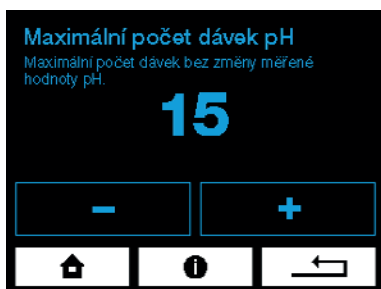 Maximální počet dávek pH
Maximální počet dávek bez změny měřené
hodnoty pH.
15
− +